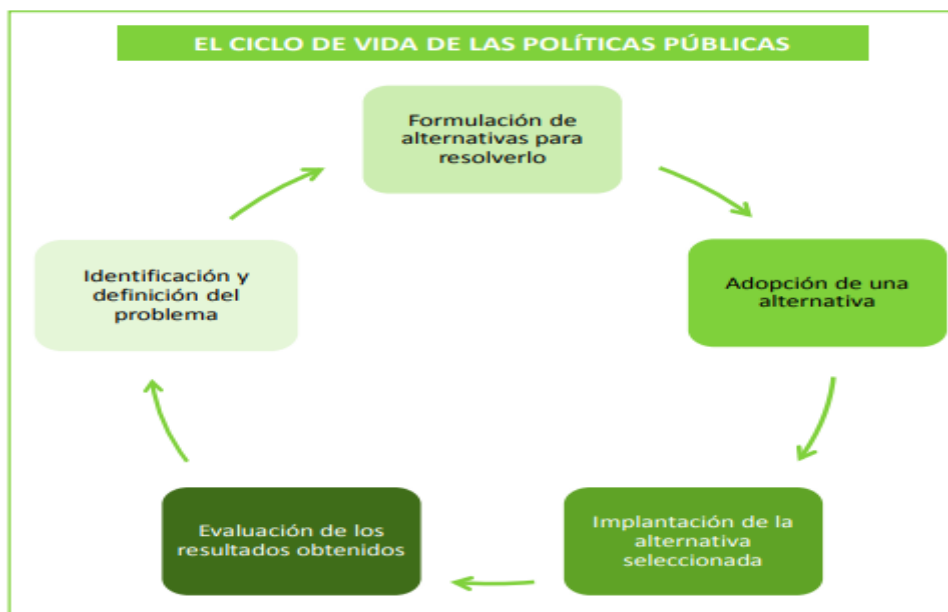 EL CICLO DE VIDA DE LAS POLÍTICAS PÚBLICAS
Formulación de
alternativas para
resolverlo
Identificación y
definición del
problema
Adopción de una
alternativa
Evaluación de los
resultados obtenidos
Implantación de la
alternativa
seleccionada